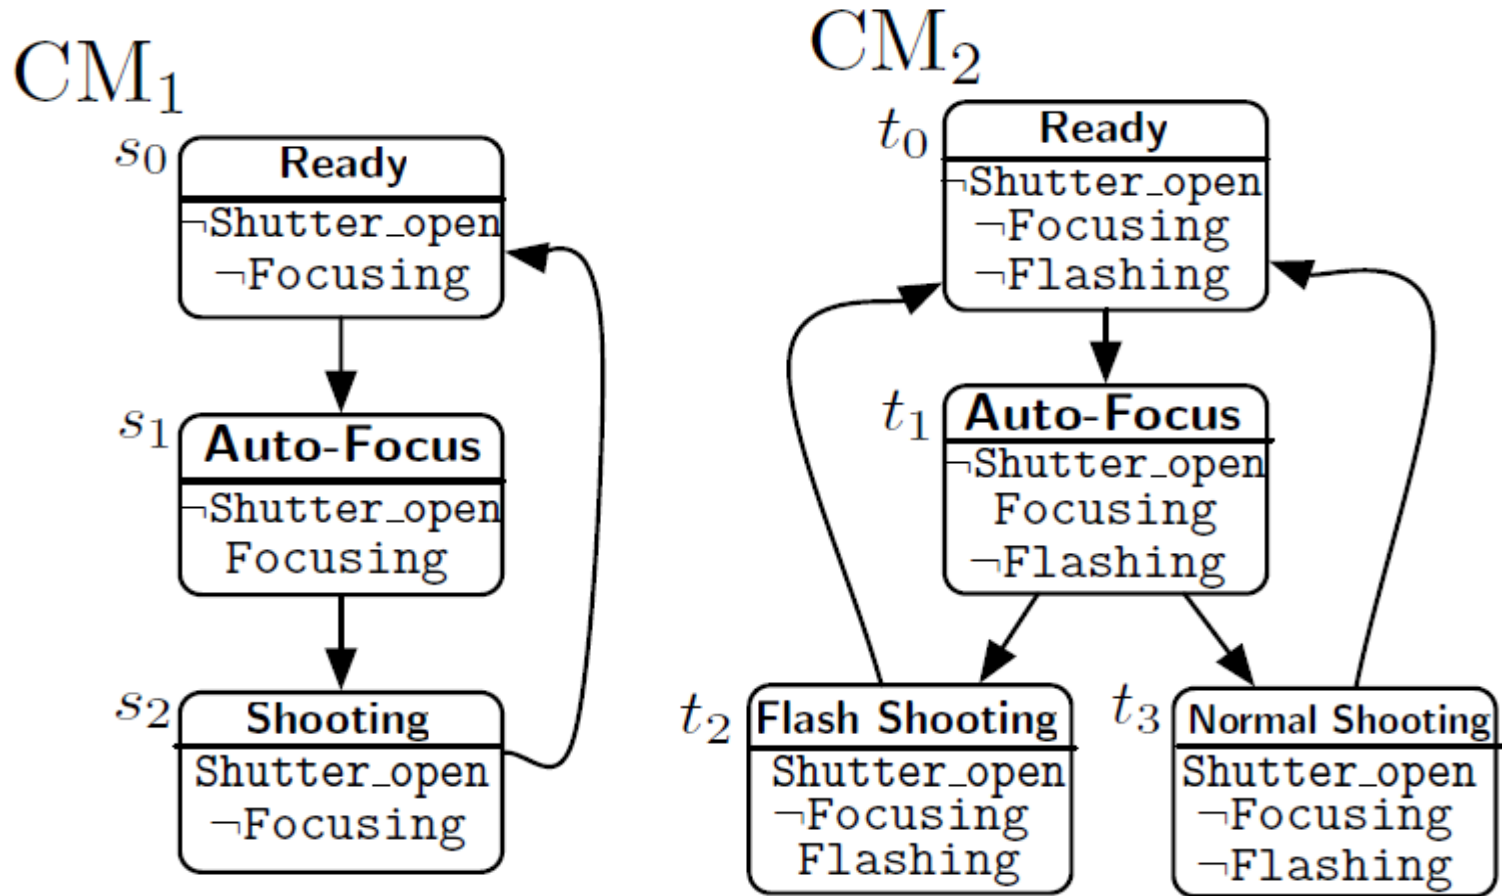 CM₁
s₀
Ready
¬Shutter_open
¬Focusing
s₁
Auto-Focus
¬Shutter_open
Focusing
s₂
Shooting
Shutter_open
¬Focusing
CM₂
t₀
Ready
¬Shutter_open
¬Focusing
¬Flashing
t₁
Auto-Focus
¬Shutter_open
Focusing
¬Flashing
t₂
Flash Shooting
Shutter_open
¬Focusing
Flashing
t₃
Normal Shooting
Shutter_open
¬Focusing
¬Flashing